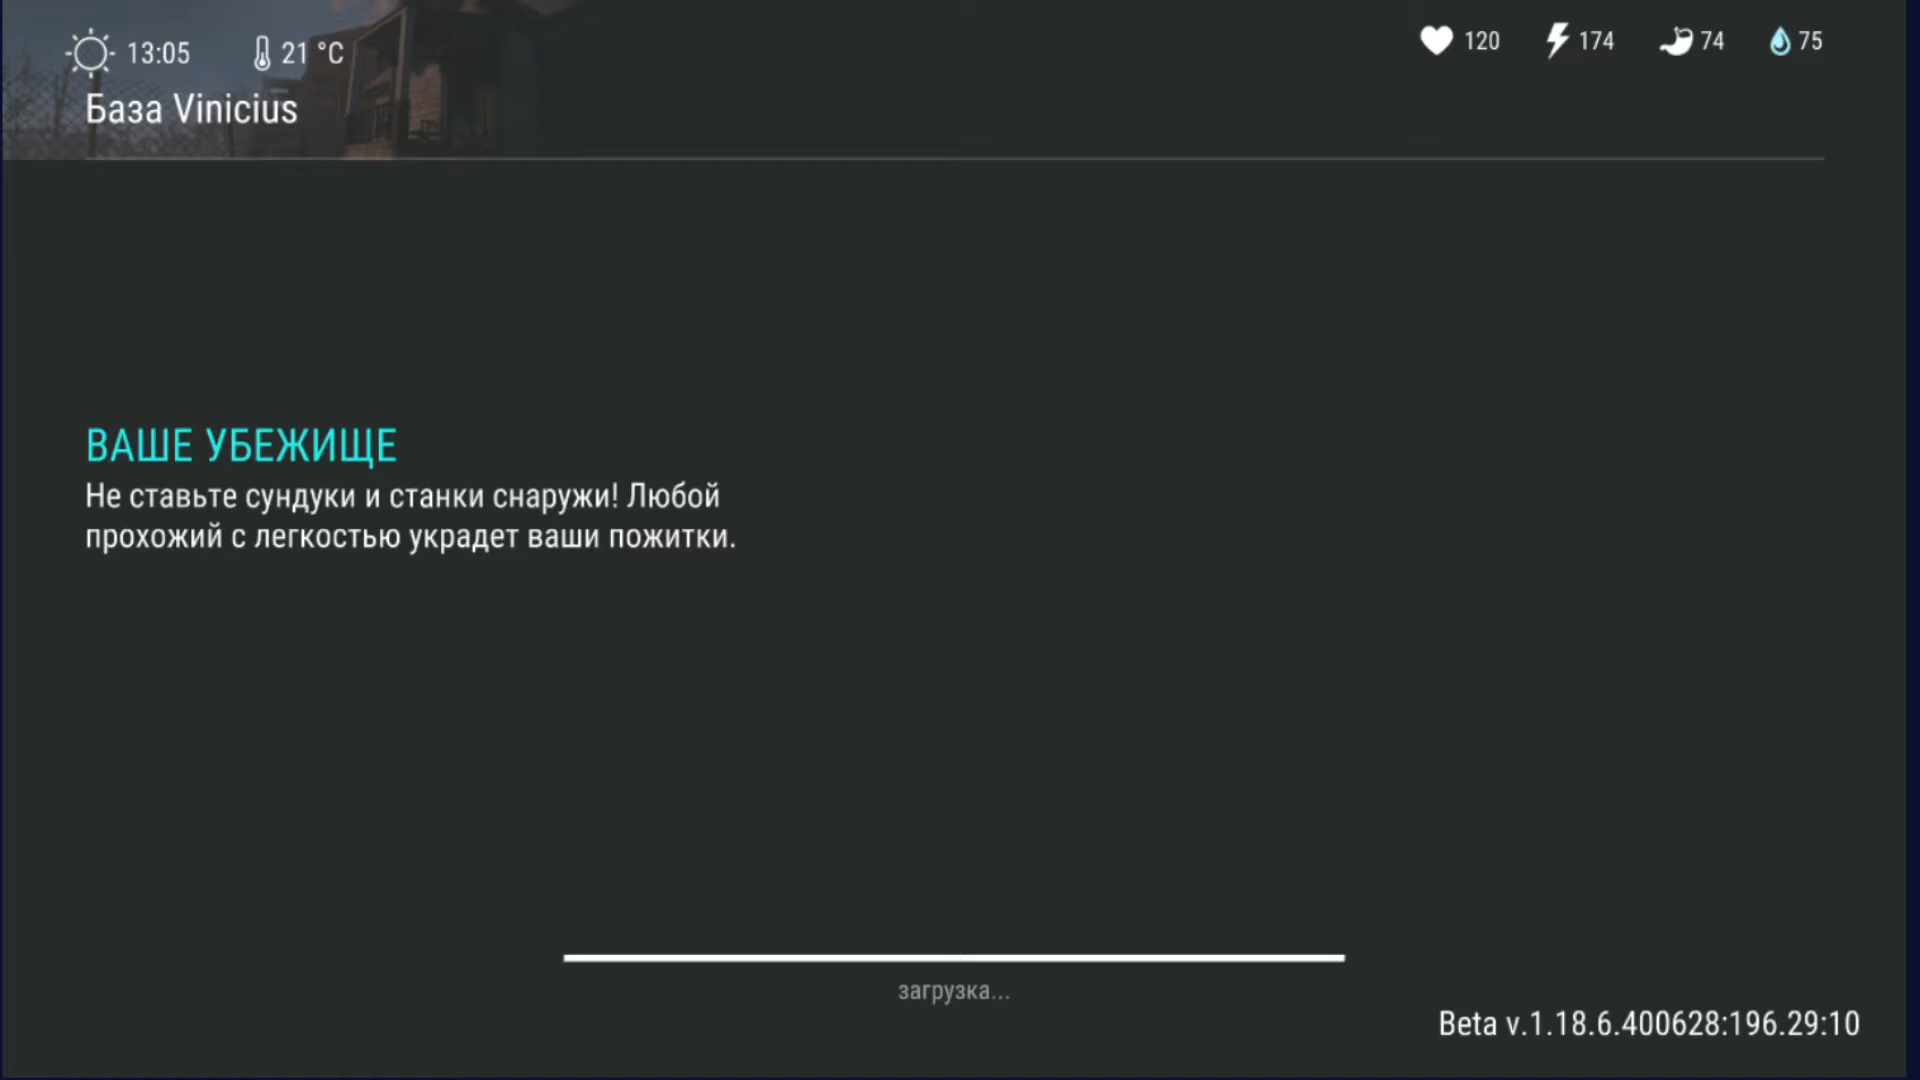 13:05 21 °C
База Vinicius
120 174 74 75
ВАШЕ УБЕЖИЩЕ
Не ставьте сундуки и станки снаружи! Любой
прохожий с легкостью украдет ваши пожитки.
загрузка...
Beta v.1.18.6.400628:196.29:10